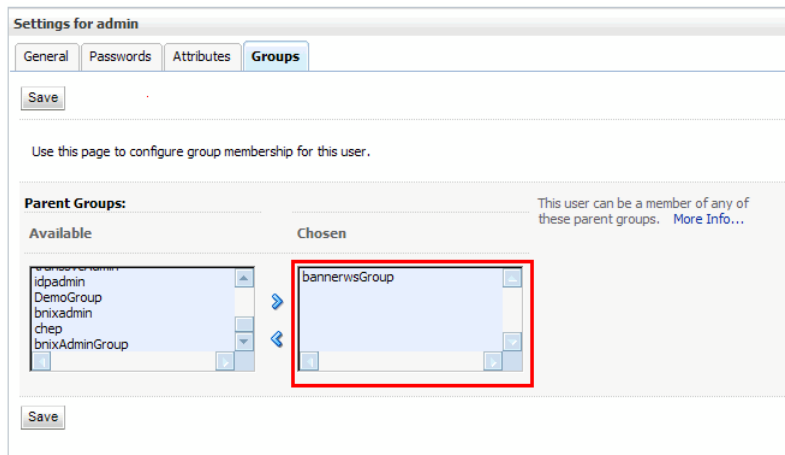 Settings for admin
General Passwords Attributes Groups
Save
Use this page to configure group membership for this user.
Parent Groups:
This user can be a member of any of
these parent groups. More Info...
Available Chosen
idpadmin
DemoGroup
bnixadmin
chep
bnixAdminGroup
bannerwsGroup
Save